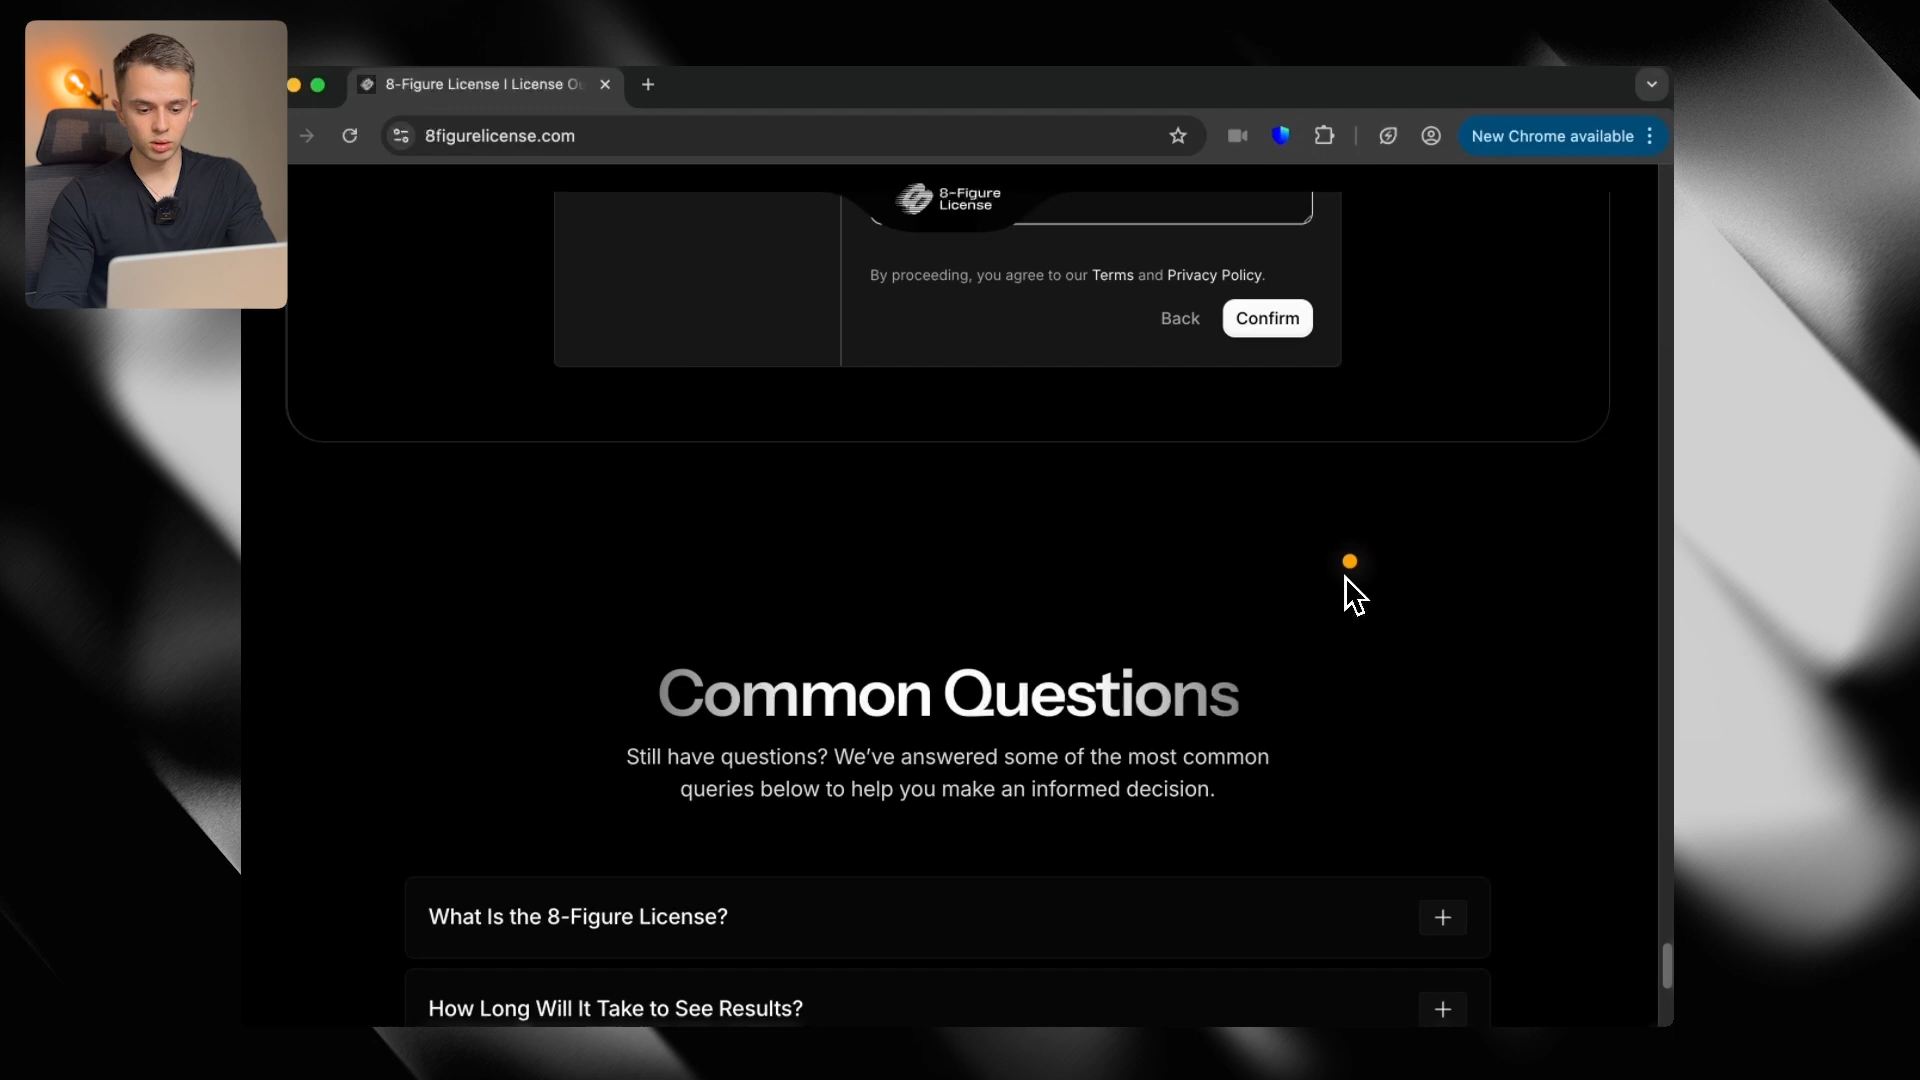 8-Figure License | License Ou
8figurelicense.com
New Chrome available
8-Figure
License
By proceeding, you agree to our Terms and Privacy Policy.
Back
Confirm
Common Questions
Still have questions? We’ve answered some of the most common
queries below to help you make an informed decision.
What Is the 8-Figure License?
How Long Will It Take to See Results?